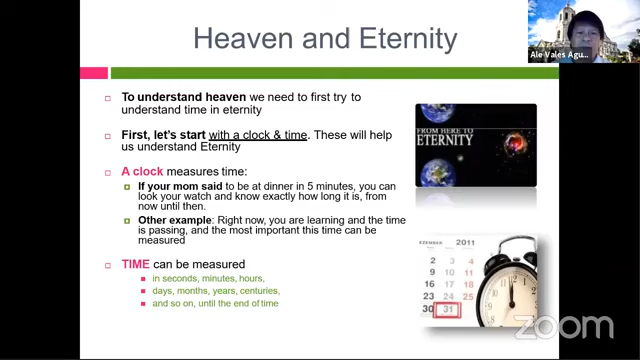 Heaven and Eternity
Ale Vales Agu...
To understand heaven we need to first try to
understand time in eternity
First, let's start with a clock & time. These will help
us understand Eternity
A clock measures time:
If your mom said to be at dinner in 5 minutes, you can
look your watch and know exactly how long it is, from
now until then.
Other example: Right now, you are learning and the time
is passing, and the most important this time can be
measured
TIME can be measured
in seconds, minutes, hours,
days, months, years, centuries,
and so on, until the end of time
FROM HERE TO
ETERNITY
EZEMBER 2011
2 3 4
9 10 11
16 17 18
23 24 25
30 31
12
zoom